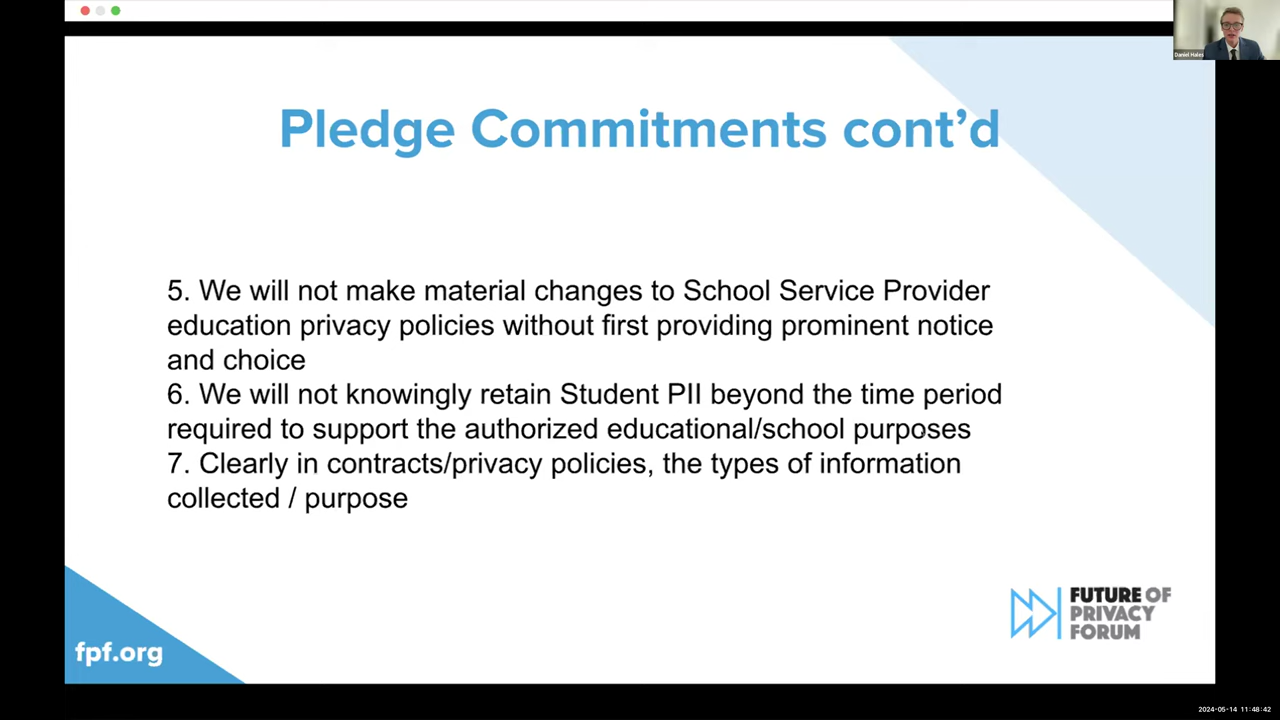 Daniel Hales
Pledge Commitments cont’d
5. We will not make material changes to School Service Provider
education privacy policies without first providing prominent notice
and choice
6. We will not knowingly retain Student PII beyond the time period
required to support the authorized educational/school purposes
7. Clearly in contracts/privacy policies, the types of information
collected / purpose
fpf.org
FUTURE OF
PRIVACY
FORUM
2024-05-14 11:48:42